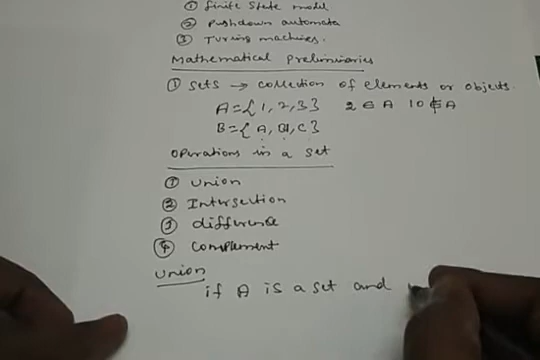 ① finite state model
② Pushdown automata
③ Turing machines.
Mathematical Preliminaries
① Sets → collection of elements or objects.
A={1,2,3} 2 ∈ A 10 ∉ A
B={A, B, C}
Operations in a set
① Union
② Intersection
③ difference
④ complement
Union
if A is a set and